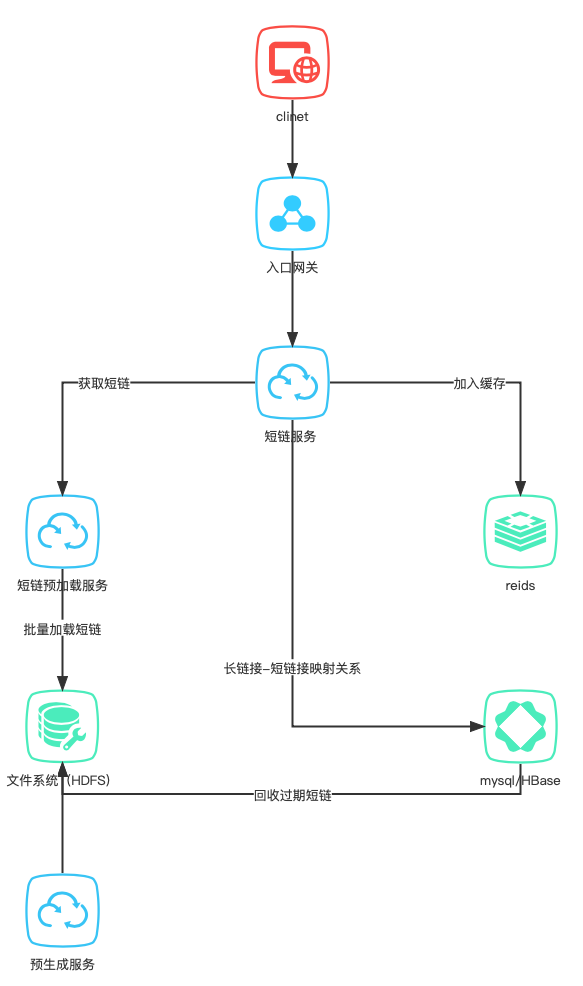 clinet
入口网关
获取短链
加入缓存
短链服务
短链预加载服务
reids
批量加载短链
长链接-短链接映射关系
文件系统 (HDFS)
mysql/HBase
回收过期短链
预生成服务